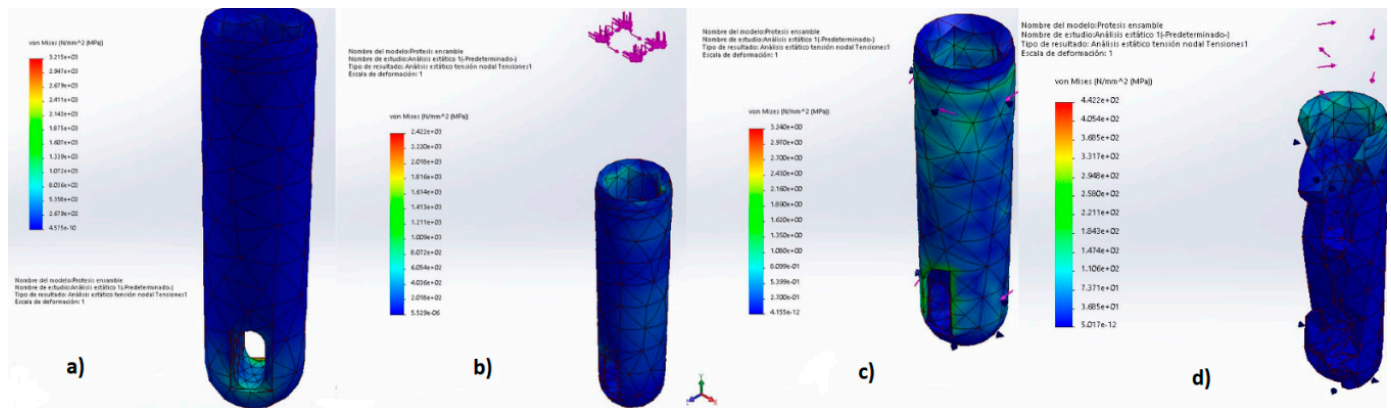 von Mises (N/mm^2 (MPa))
3.215e+03
2.947e+03
2.679e+03
2.411e+03
2.143e+03
1.875e+03
1.601e+03
1.339e+03
1.072e+03
8.036e+02
5.358e+02
2.679e+02
4.575e-10
Nombre del modelo:Protesis ensamble
Nombre de estudio:Análisis estático 1(-Predeterminado-)
Tipo de resultado: Análisis estático tensión nodal Tensiones1
Escala de deformación: 1
a)
Nombre del modelo:Protesis ensamble
Nombre de estudio:Análisis estático 1(-Predeterminado-)
Tipo de resultado: Análisis estático tensión nodal Tensiones1
Escala de deformación: 1
von Mises (N/mm^2 (MPa))
2.422e+03
2.220e+03
2.018e+03
1.816e+03
1.614e+03
1.413e+03
1.211e+03
1.009e+03
8.072e+02
6.054e+02
4.036e+02
2.018e+02
5.529e-06
b)
Nombre del modelo:Protesis ensamble
Nombre de estudio:Análisis estático 1(-Predeterminado-)
Tipo de resultado: Análisis estático tensión nodal Tensiones1
Escala de deformación: 1
von Mises (N/mm^2 (MPa))
3.240e+00
2.970e+00
2.700e+00
2.430e+00
2.160e+00
1.890e+00
1.620e+00
1.350e+00
1.080e+00
8.099e-01
5.399e-01
2.700e-01
4.155e-12
c)
Nombre del modelo:Protesis ensamble
Nombre de estudio:Análisis estático 1(-Predeterminado-)
Tipo de resultado: Análisis estático tensión nodal Tensiones1
Escala de deformación: 1
von Mises (N/mm^2 (MPa))
4.422e+02
4.054e+02
3.685e+02
3.317e+02
2.948e+02
2.580e+02
2.211e+02
1.843e+02
1.474e+02
1.106e+02
7.371e+01
3.685e+01
5.017e-12
d)